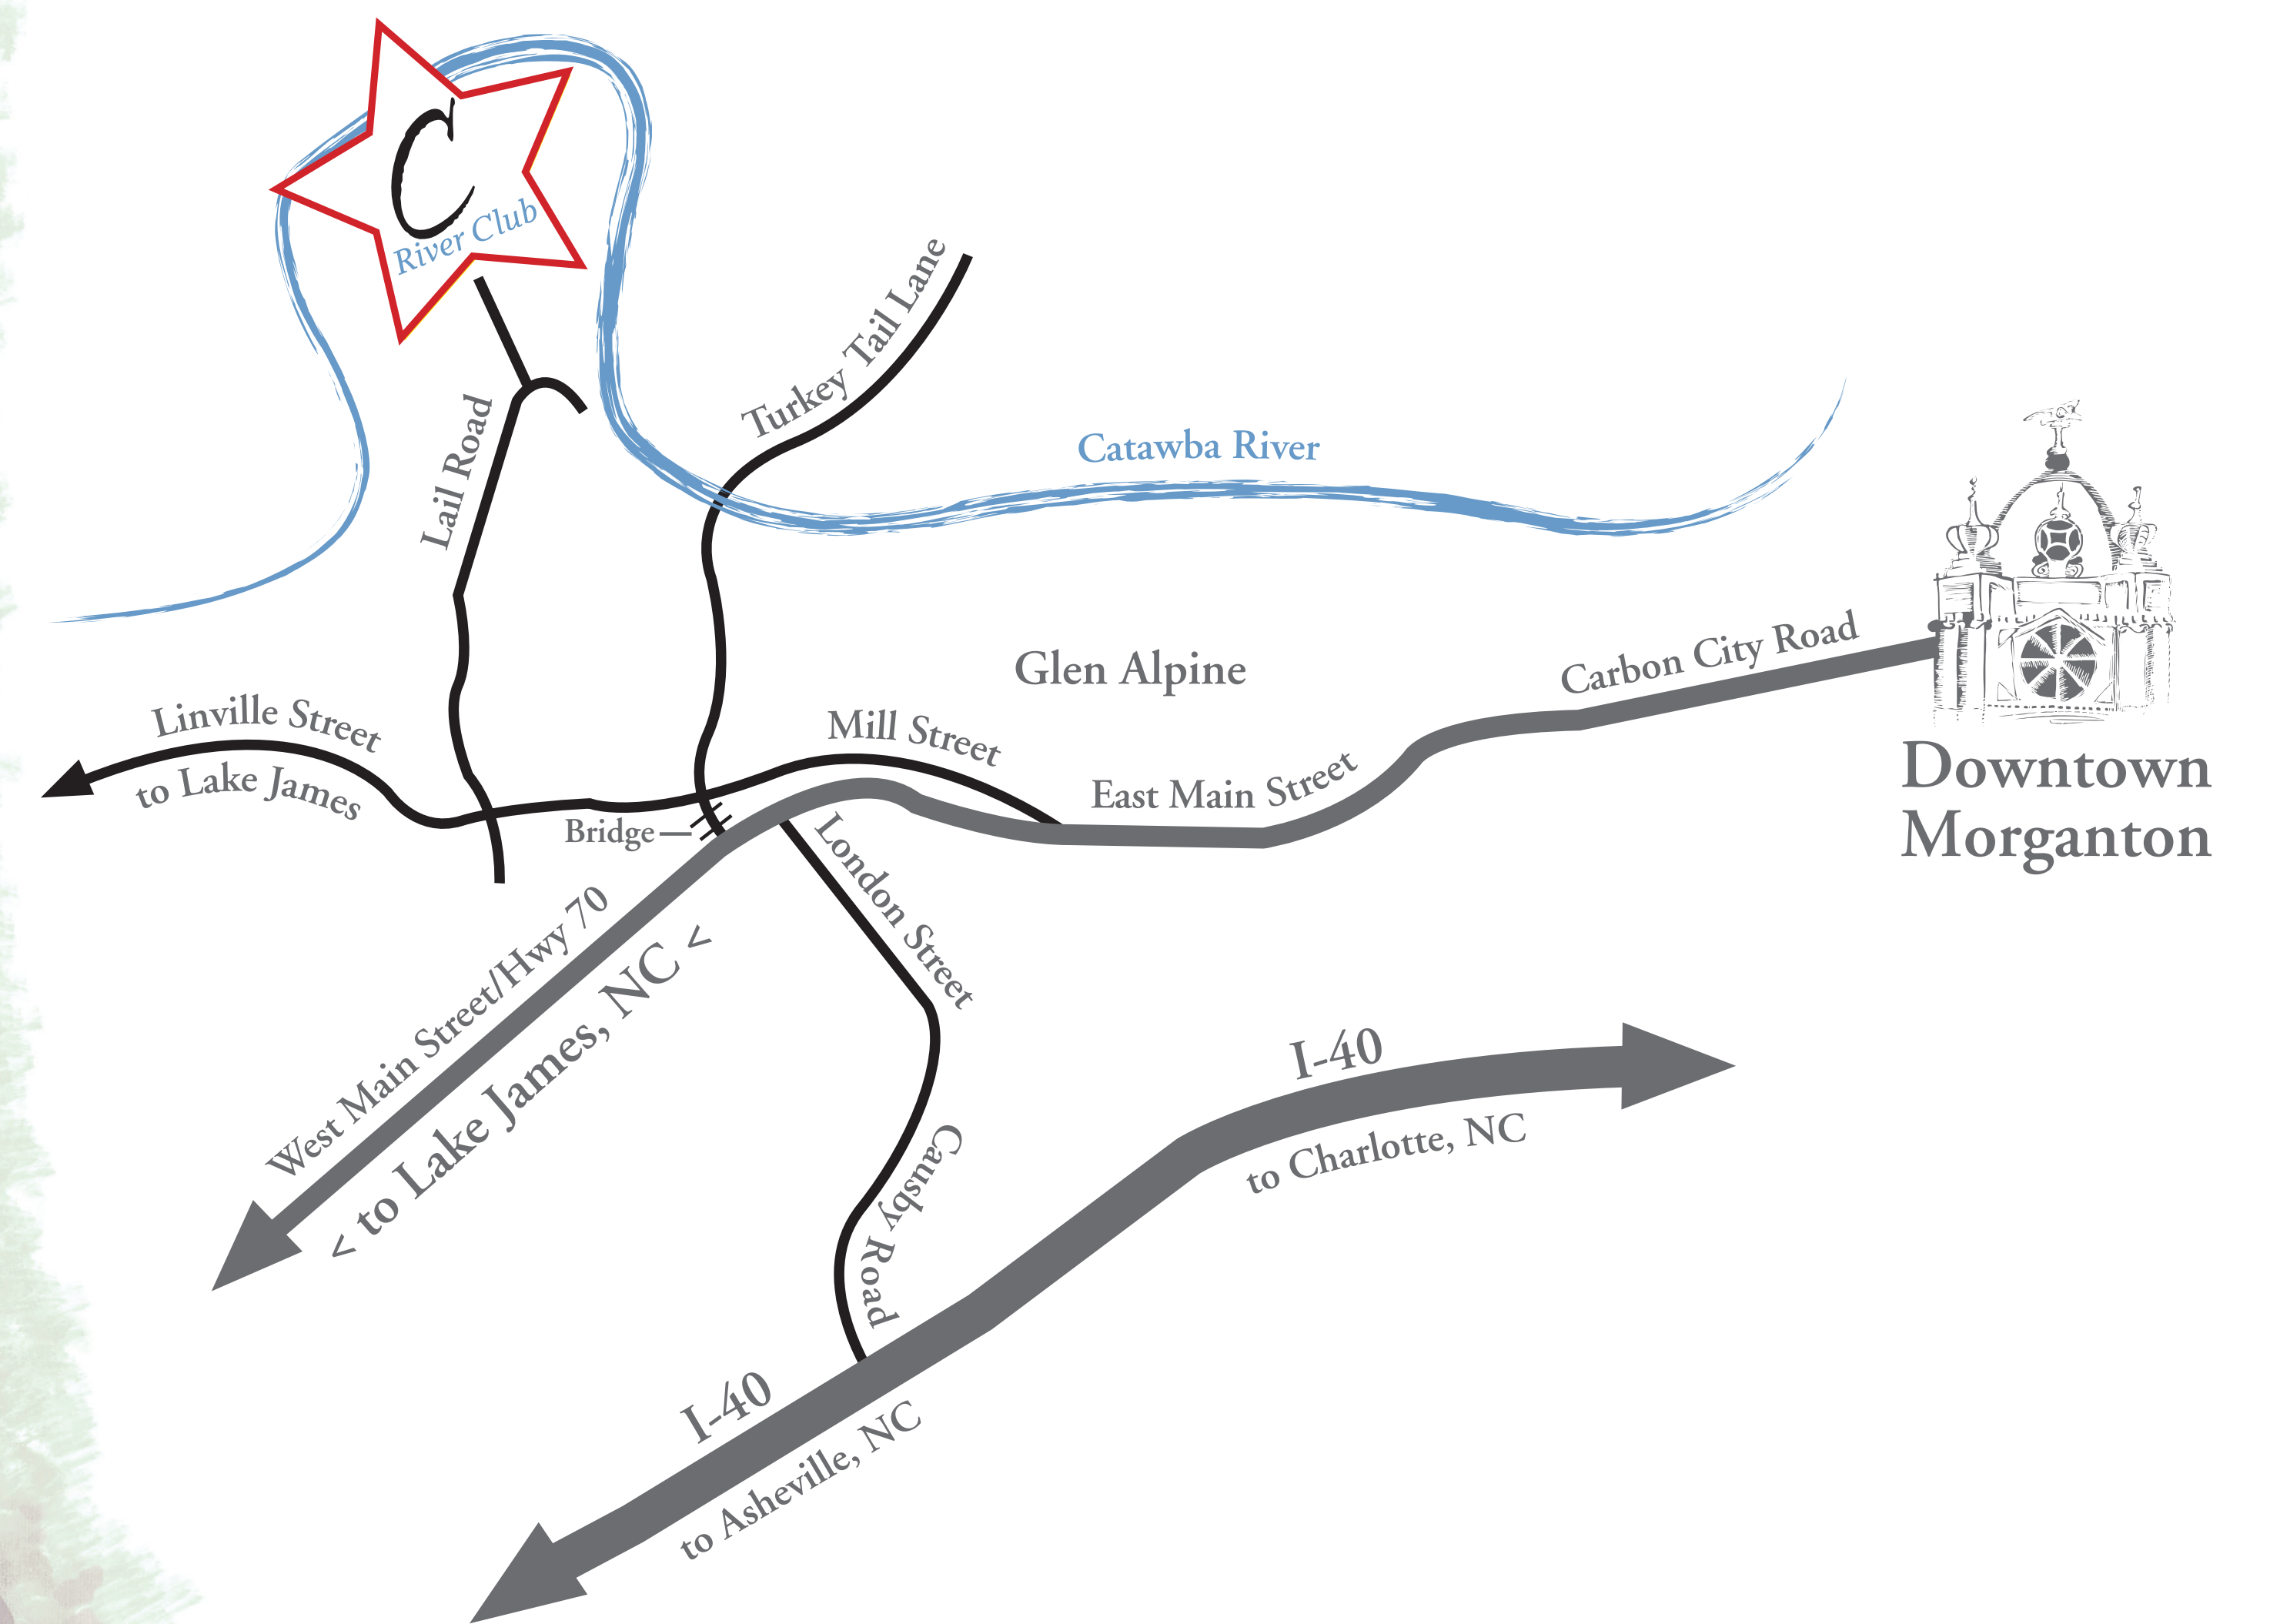 C
River Club
Turkey Tail Lane
Lail Road
Catawba River
Glen Alpine
Carbon City Road
Linville Street
to Lake James
Mill Street
East Main Street
Bridge
Downtown
Morganton
London Street
West Main Street/Hwy 70
< to Lake James, NC <
I-40
to Charlotte, NC
Causby Road
I-40
to Asheville, NC